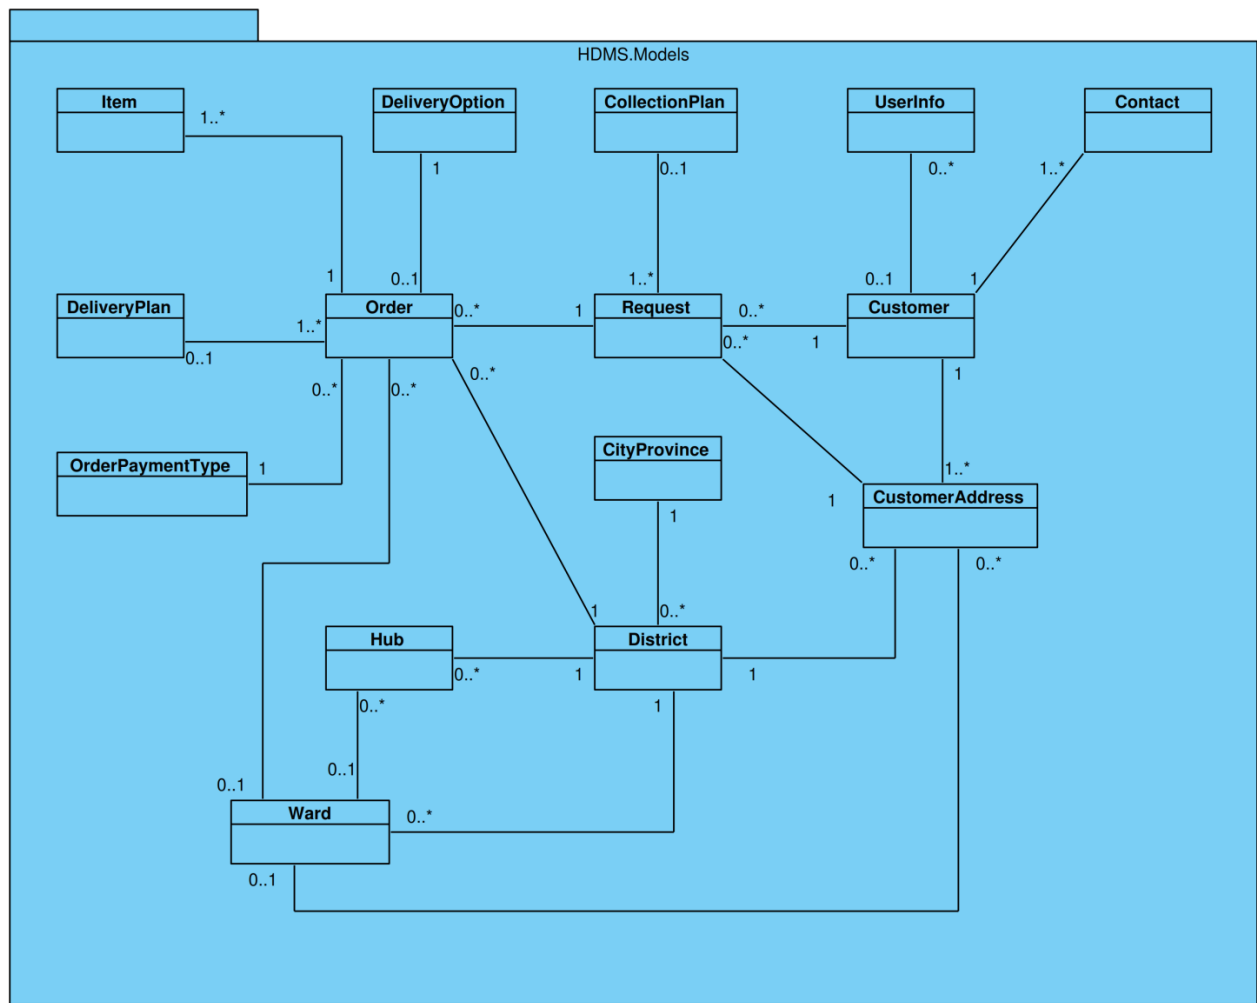 HDMS.Models
Item
DeliveryOption
CollectionPlan
UserInfo
Contact
1..*
1
0..1
0..*
1..*
1
0..1
1..*
0..1
1
DeliveryPlan
Order
Request
Customer
1..*
0..*
1
0..*
1
0..1
0..*
0..*
0..*
0..*
1
OrderPaymentType
1
CityProvince
1..*
CustomerAddress
1
1
0..*
0..*
1
0..*
Hub
District
0..*
1
1
0..*
1
0..1
0..1
Ward
0..*
0..1